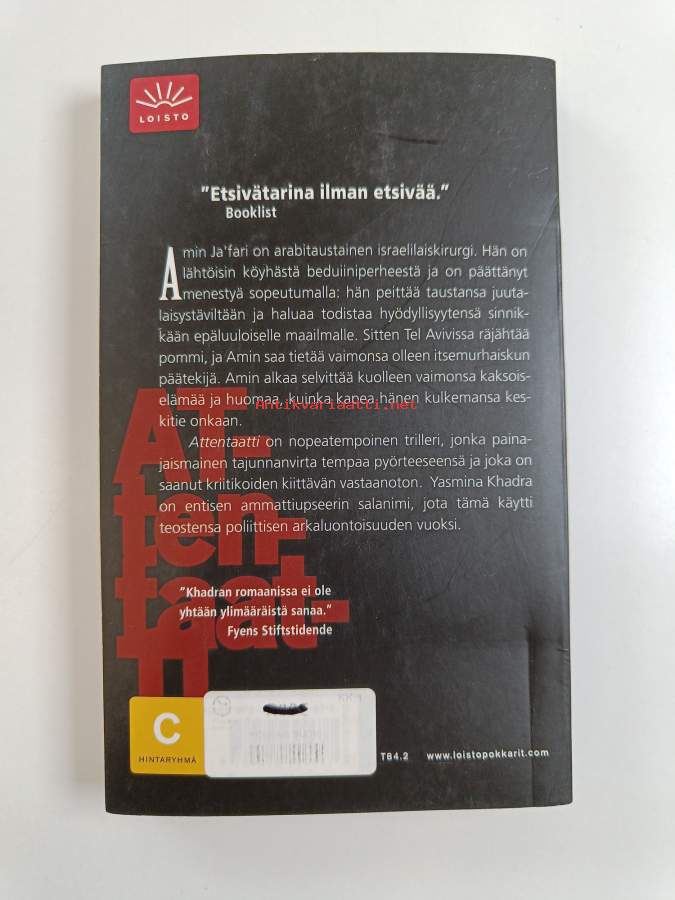 LOISTO
"Etsivätarina ilman etsivää."
Booklist
Amin Ja'fari on arabitaustainen israelilaiskirurgi. Hän on
lähtöisin köyhästä beduiiniperheestä ja on päättänyt
menestyä sopeutumalla: hän peittää taustansa juuta-
laisystäviltään ja haluaa todistaa hyödyllisyytensä sinnik-
kään epäluuloiselle maailmalle. Sitten Tel Avivissa räjähtää
pommi, ja Amin saa tietää vaimonsa olleen itsemurhaiskun
päätekijä. Amin alkaa selvittää kuolleen vaimonsa kaksois-
elämää ja huomaa, kuinka kapea hänen kulkemansa kes-
kitie onkaan.
Antikvariaatti.net
Attentaatti on nopeatempoinen trilleri, jonka paina-
jaismainen tajunnanvirta tempaa pyörteeseensä ja joka on
saanut kriitikoiden kiittävän vastaanoton. Yasmina Khadra
on entisen ammattiupseerin salanimi, jota tämä käytti
teostensa poliittisen arkaluontoisuuden vuoksi.
AT-
ten-
taat-
TI
"Khadran romaanissa ei ole
yhtään ylimääräistä sanaa."
Fyens Stiftstidende
C
HINTARYHMÄ
T84.2 www.loistopokkarit.com